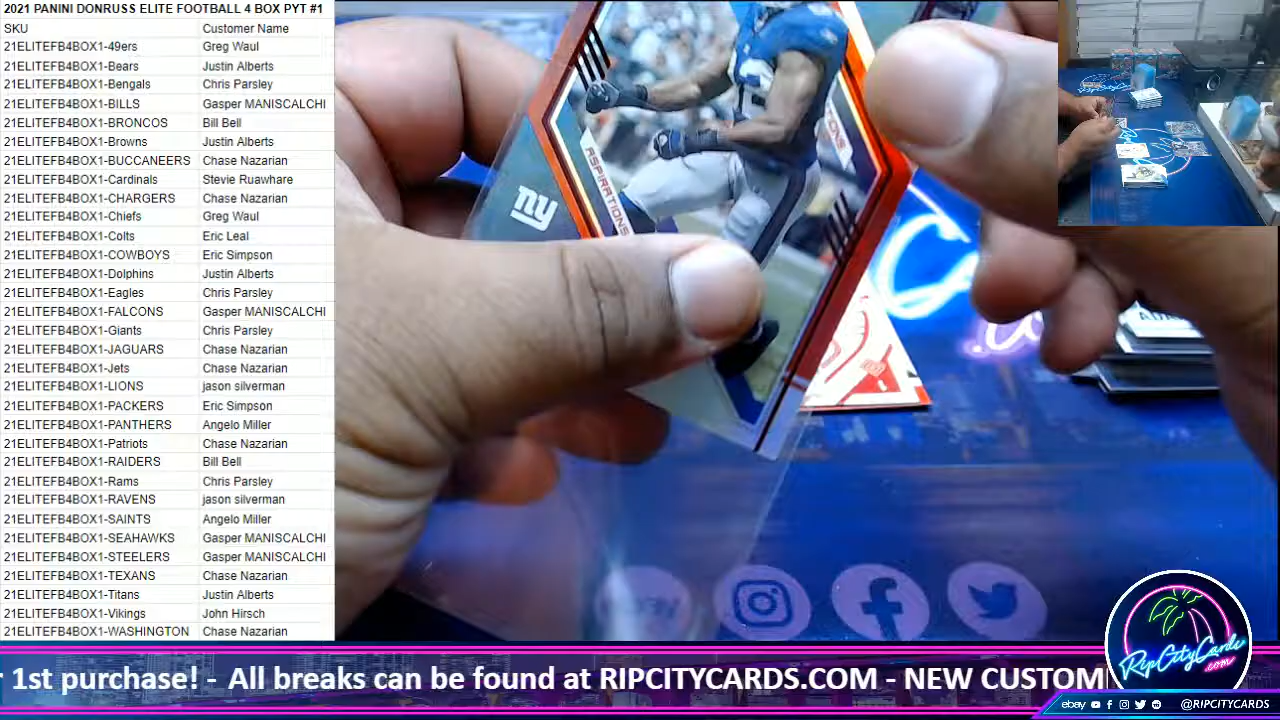 2021 PANINI DONRUSS ELITE FOOTBALL 4 BOX PYT #1
SKU Customer Name
21ELITEFB4BOX1-49ers Greg Waul
21ELITEFB4BOX1-Bears Justin Alberts
21ELITEFB4BOX1-Bengals Chris Parsley
21ELITEFB4BOX1-BILLS Gasper MANISCALCHI
21ELITEFB4BOX1-BRONCOS Bill Bell
21ELITEFB4BOX1-Browns Justin Alberts
21ELITEFB4BOX1-BUCCANEERS Chase Nazarian
21ELITEFB4BOX1-Cardinals Stevie Ruawhare
21ELITEFB4BOX1-CHARGERS Chase Nazarian
21ELITEFB4BOX1-Chiefs Greg Waul
21ELITEFB4BOX1-Colts Eric Leal
21ELITEFB4BOX1-COWBOYS Eric Simpson
21ELITEFB4BOX1-Dolphins Justin Alberts
21ELITEFB4BOX1-Eagles Chris Parsley
21ELITEFB4BOX1-FALCONS Gasper MANISCALCHI
21ELITEFB4BOX1-Giants Chris Parsley
21ELITEFB4BOX1-JAGUARS Chase Nazarian
21ELITEFB4BOX1-Jets Chase Nazarian
21ELITEFB4BOX1-LIONS jason silverman
21ELITEFB4BOX1-PACKERS Eric Simpson
21ELITEFB4BOX1-PANTHERS Angelo Miller
21ELITEFB4BOX1-Patriots Chase Nazarian
21ELITEFB4BOX1-RAIDERS Bill Bell
21ELITEFB4BOX1-Rams Chris Parsley
21ELITEFB4BOX1-RAVENS jason silverman
21ELITEFB4BOX1-SAINTS Angelo Miller
21ELITEFB4BOX1-SEAHAWKS Gasper MANISCALCHI
21ELITEFB4BOX1-STEELERS Gasper MANISCALCHI
21ELITEFB4BOX1-TEXANS Chase Nazarian
21ELITEFB4BOX1-Titans Justin Alberts
21ELITEFB4BOX1-Vikings John Hirsch
21ELITEFB4BOX1-WASHINGTON Chase Nazarian
ASPIRATIONS
ny
.co
1st purchase! - All breaks can be found at RIPCITYCARDS.COM - NEW CUSTOM
RipCityCards
.com
ebay @RIPCITYCARDS